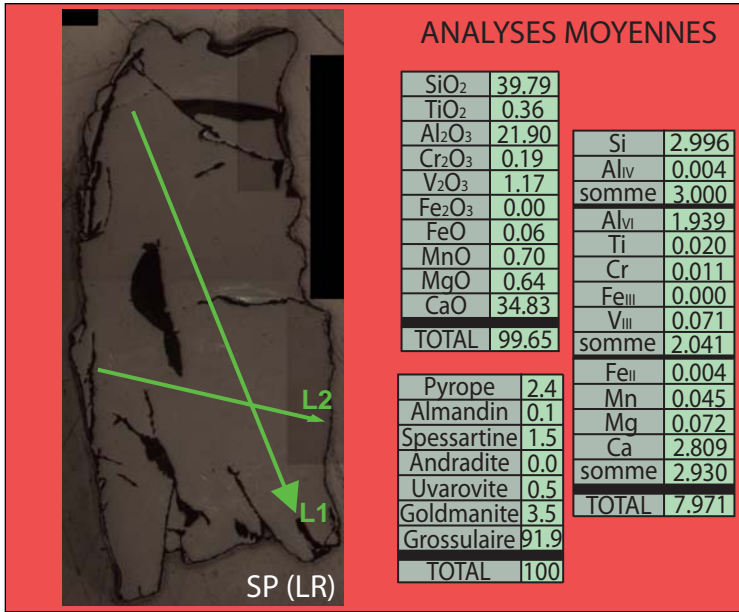 ANALYSES MOYENNES
SiO₂ 39.79
TiO₂ 0.36
Al₂O₃ 21.90
Cr₂O₃ 0.19
V₂O₃ 1.17
Fe₂O₃ 0.00
FeO 0.06
MnO 0.70
MgO 0.64
CaO 34.83
TOTAL 99.65
Si 2.996
AlIV 0.004
somme 3.000
AlVI 1.939
Ti 0.020
Cr 0.011
FeIII 0.000
VIII 0.071
somme 2.041
FeII 0.004
Mn 0.045
Mg 0.072
Ca 2.809
somme 2.930
TOTAL 7.971
Pyrope 2.4
Almandin 0.1
Spessartine 1.5
Andradite 0.0
Uvarovite 0.5
Goldmanite 3.5
Grossulaire 91.9
TOTAL 100
L2
L1
SP (LR)